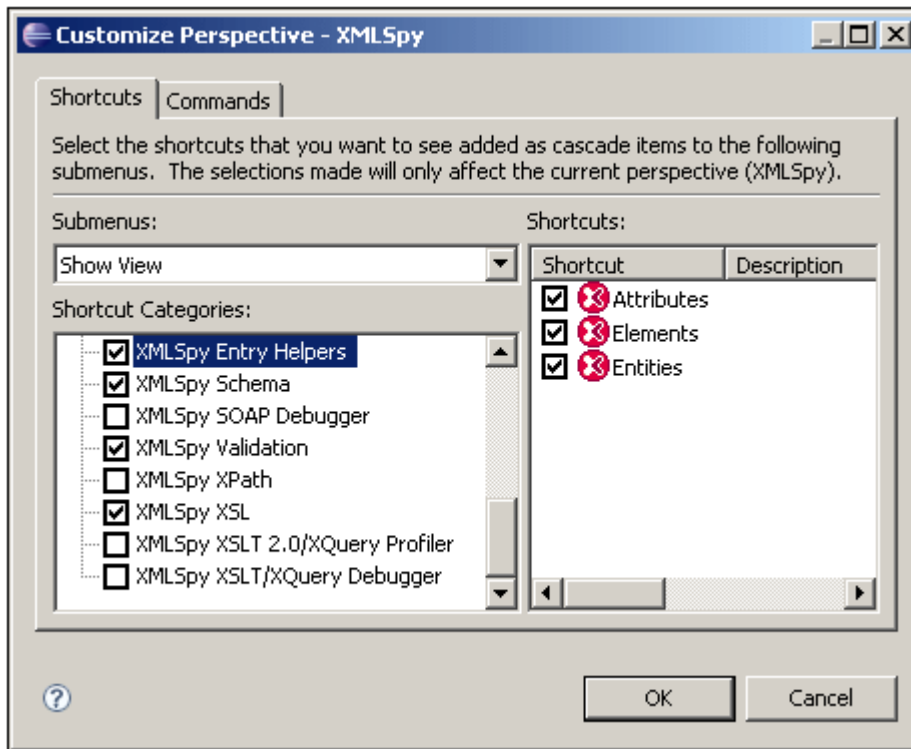 Customize Perspective - XMLSpy
Shortcuts
Commands
Select the shortcuts that you want to see added as cascade items to the following
submenus.  The selections made will only affect the current perspective (XMLSpy).
Submenus:
Show View
Shortcut Categories:
XMLSpy Entry Helpers
XMLSpy Schema
XMLSpy SOAP Debugger
XMLSpy Validation
XMLSpy XPath
XMLSpy XSL
XMLSpy XSLT 2.0/XQuery Profiler
XMLSpy XSLT/XQuery Debugger
Shortcuts:
Shortcut Description
Attributes
Elements
Entities
?
OK
Cancel